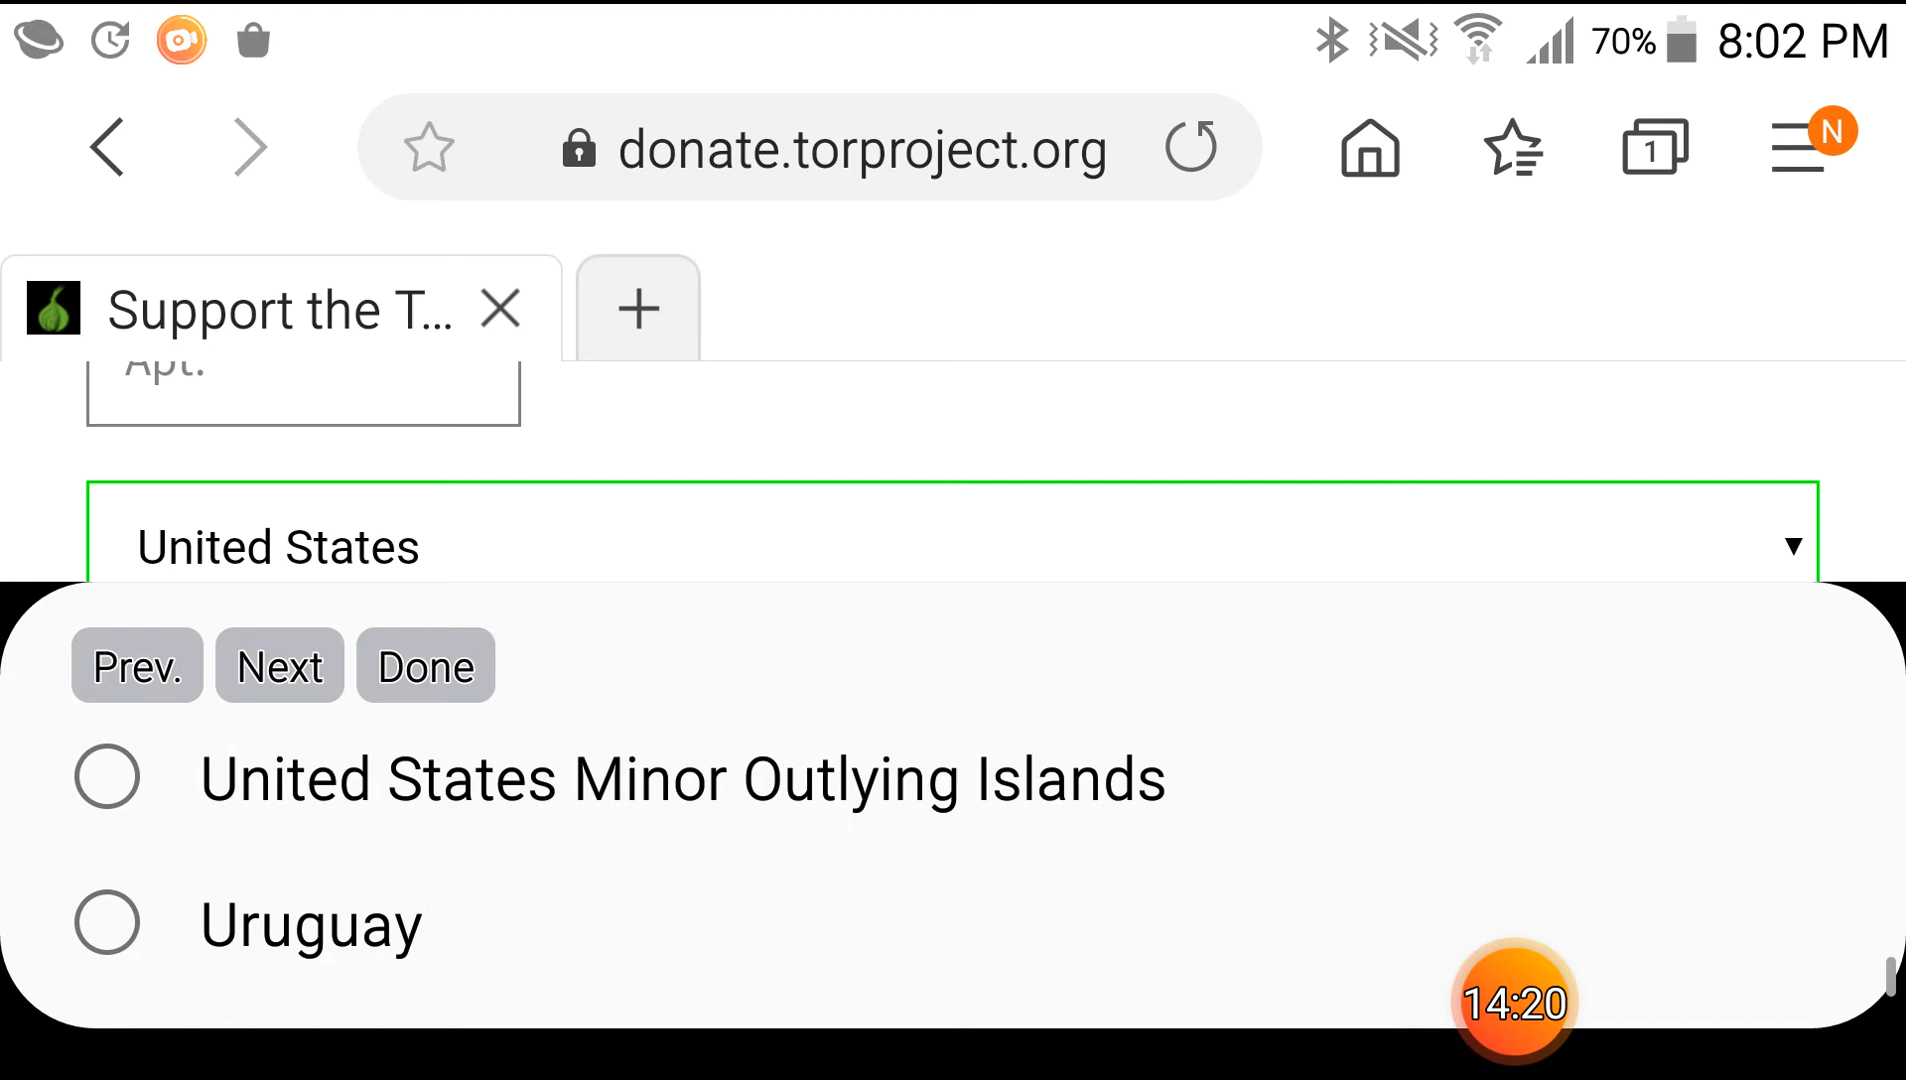 70% 8:02 PM
donate.torproject.org
1
N
Support the T...
Apt.
United States
Prev. Next Done
United States Minor Outlying Islands
Uruguay
14:20